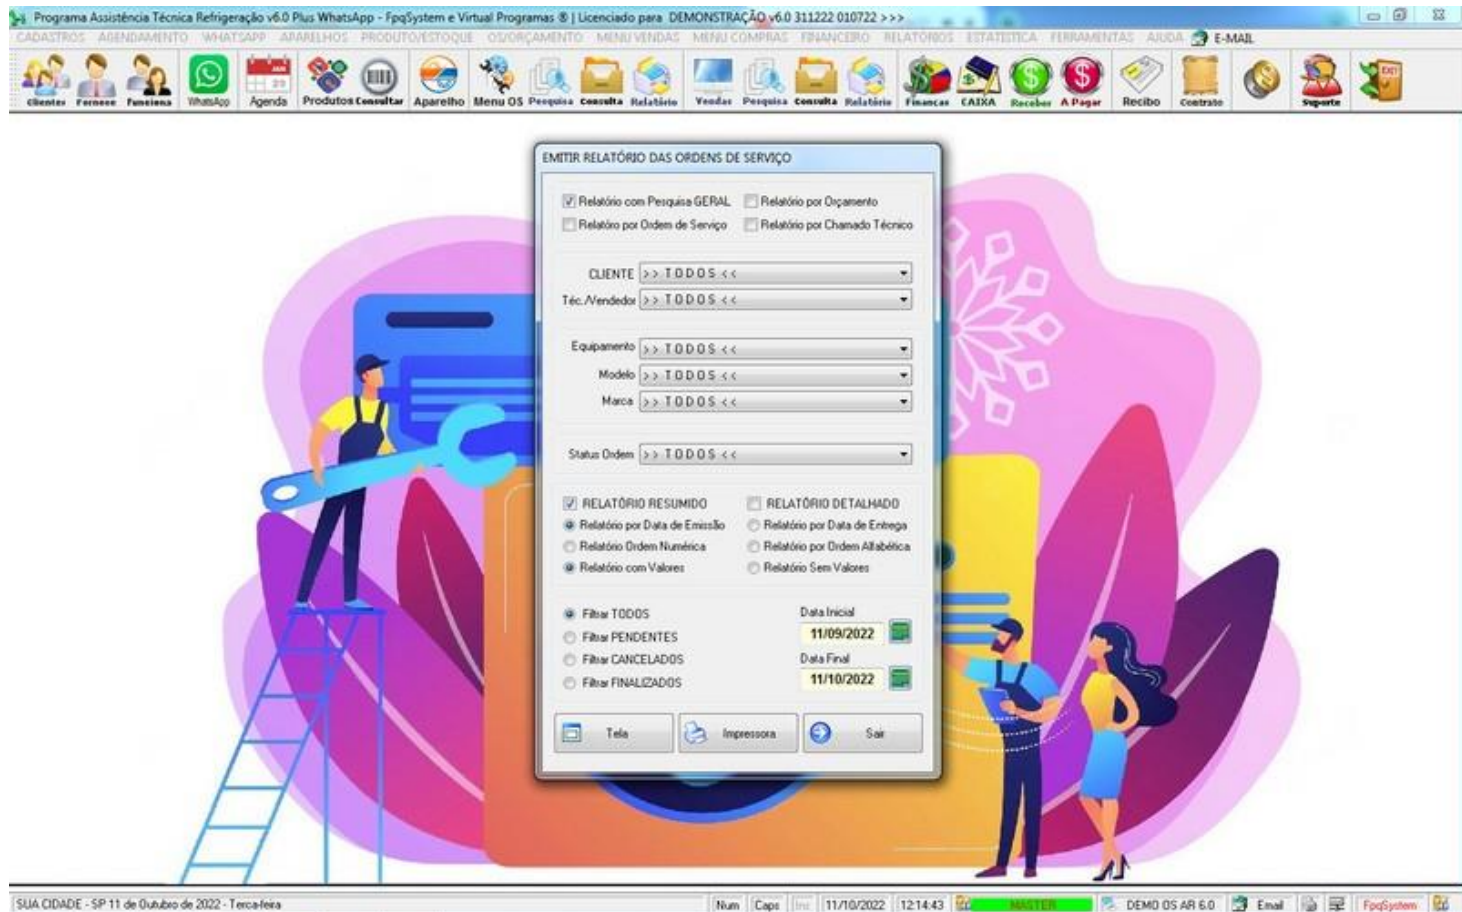 Programa Assistência Técnica Refrigeração v6.0 Plus WhatsApp - FpqSystem e Virtual Programas ® | Licenciado para DEMONSTRAÇÃO v6.0 311222 010722 >>>
CADASTROS AGENDAMENTO WHATSAPP APARELHOS PRODUTO/ESTOQUE OS/ORÇAMENTO MENU VENDAS MENU COMPRAS FINANCEIRO RELATÓRIOS ESTATISTICA FERRAMENTAS AJUDA E-MAIL
Clientes Fornece Funciona WhatsApp Agenda Produtos Consultar Aparelho Menu OS Pesquisa Consulta Relatório Vendas Pesquisa Consulta Relatório Financas CAIXA Receber A Pagar Recibo Contrato Suporte
EXIT
EMITIR RELATÓRIO DAS ORDENS DE SERVIÇO
Relatório com Pesquisa GERAL Relatório por Orçamento
Relatóro por Ordem de Serviço Relatório por Chamado Técnico
CLIENTE >> T O D O S <<
Téc./Vendedor >> T O D O S <<
Equipamento >> T O D O S <<
Modelo >> T O D O S <<
Marca >> T O D O S <<
Status Ordem >> T O D O S <<
RELATÓRIO RESUMIDO RELATÓRIO DETALHADO
Relatório por Data de Emissão Relatório por Data de Entrega
Relatório Ordem Numérica Relatório por Ordem Alfabética
Relatório com Valores Relatório Sem Valores
Filtrar TODOS Data Inicial
11/09/2022
Filtrar PENDENTES
Filtrar CANCELADOS Data Final
Filtrar FINALIZADOS 11/10/2022
Tela Impressora Sair
SUA CIDADE - SP 11 de Outubro de 2022 - Terca-feira Num Caps Ins 11/10/2022 12:14:43 MASTER DEMO OS AR 6.0 Email FpqSystem